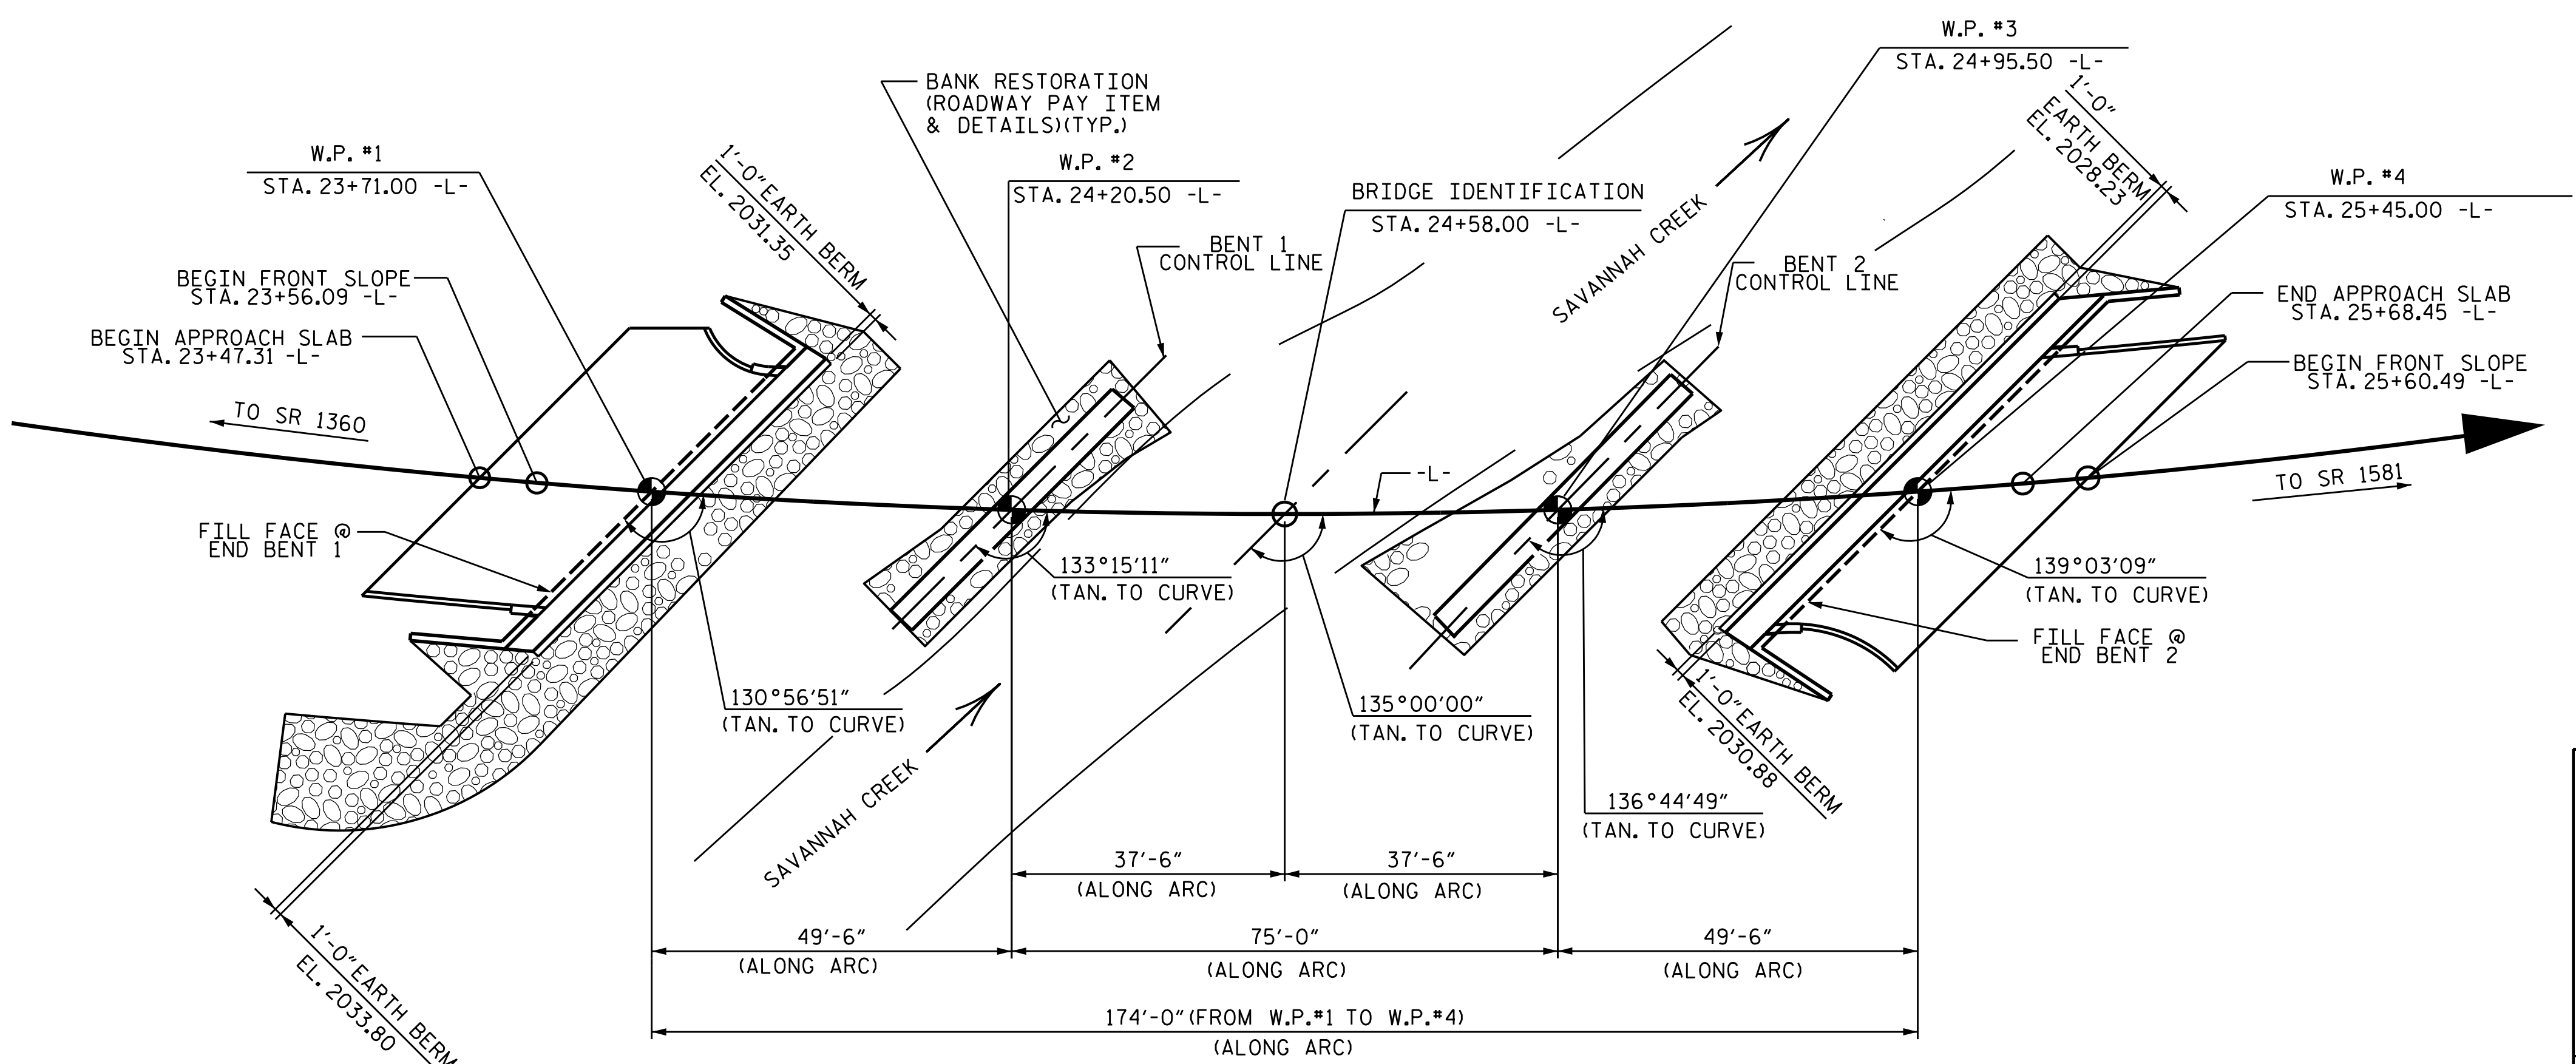 W.P. #3
STA. 24+95.50 -L-
BANK RESTORATION
(ROADWAY PAY ITEM
& DETAILS)(TYP.)
1'-0"
EARTH BERM
EL. 2028.23
W.P. #1
STA. 23+71.00 -L-
1'-0" EARTH BERM
EL. 2031.35
W.P. #2
STA. 24+20.50 -L-
BRIDGE IDENTIFICATION
STA. 24+58.00 -L-
SAVANNAH CREEK
W.P. #4
STA. 25+45.00 -L-
BENT 1
CONTROL LINE
BENT 2
CONTROL LINE
BEGIN FRONT SLOPE
STA. 23+56.09 -L-
BEGIN APPROACH SLAB
STA. 23+47.31 -L-
END APPROACH SLAB
STA. 25+68.45 -L-
BEGIN FRONT SLOPE
STA. 25+60.49 -L-
TO SR 1360
-L-
TO SR 1581
FILL FACE @
END BENT 1
133°15'11"
(TAN. TO CURVE)
139°03'09"
(TAN. TO CURVE)
FILL FACE @
END BENT 2
130°56'51"
(TAN. TO CURVE)
135°00'00"
(TAN. TO CURVE)
1'-0" EARTH BERM
EL. 2030.88
SAVANNAH CREEK
136°44'49"
(TAN. TO CURVE)
37'-6"
(ALONG ARC)
37'-6"
(ALONG ARC)
49'-6"
(ALONG ARC)
75'-0"
(ALONG ARC)
49'-6"
(ALONG ARC)
1'-0" EARTH BERM
EL. 2033.80
174'-0" (FROM W.P.#1 TO W.P.#4)
(ALONG ARC)